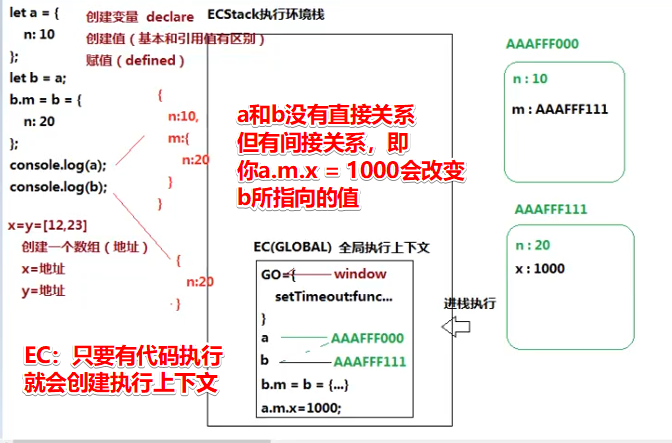 let a = {
n: 10
};
let b = a;
b.m = b = {
n: 20
};
console.log(a);
console.log(b);
创建变量 declare
创建值（基本和引用值有区别）
赋值（defined）
{
n:10,
m:{
n:20
}
}
x=y=[12,23]
创建一个数组（地址）
x=地址
y=地址
{
n:20
}
EC：只要有代码执行
就会创建执行上下文
ECStack执行环境栈
a和b没有直接关系
但有间接关系，即
你a.m.x = 1000会改变
b所指向的值
EC(GLOBAL) 全局执行上下文
GO={ window
setTimeout:func...
}
a AAAFFF000
b AAAFFF111
b.m = b = {...}
a.m.x=1000;
进栈执行
AAAFFF000
n : 10
m : AAAFFF111
AAAFFF111
n : 20
x : 1000